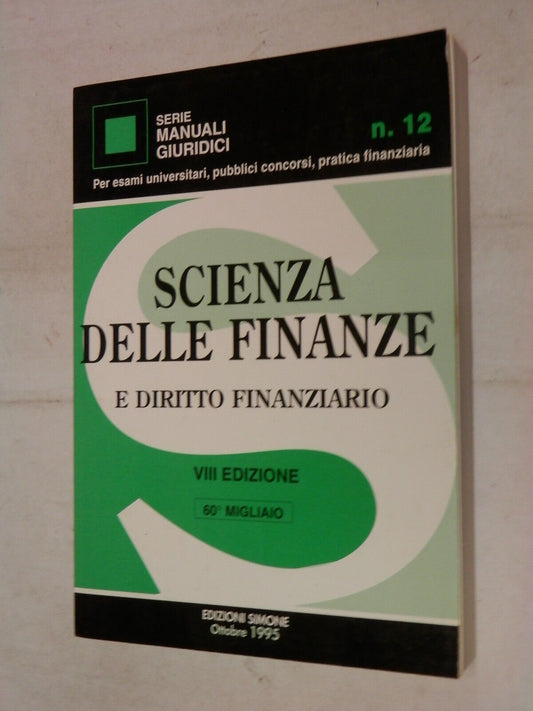 SERIE
MANUALI
GIURIDICI
n. 12
Per esami universitari, pubblici concorsi, pratica finanziaria
SCIENZA
DELLE FINANZE
E DIRITTO FINANZIARIO
VIII EDIZIONE
60° MIGLIAIO
EDIZIONI SIMONE
Ottobre 1995